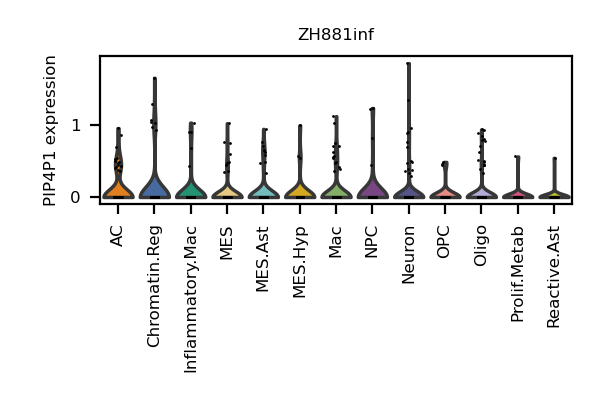 ZH881inf
PIP4P1 expression
1
0
AC
Chromatin.Reg
Inflammatory.Mac
MES
MES.Ast
MES.Hyp
Mac
NPC
Neuron
OPC
Oligo
Prolif.Metab
Reactive.Ast